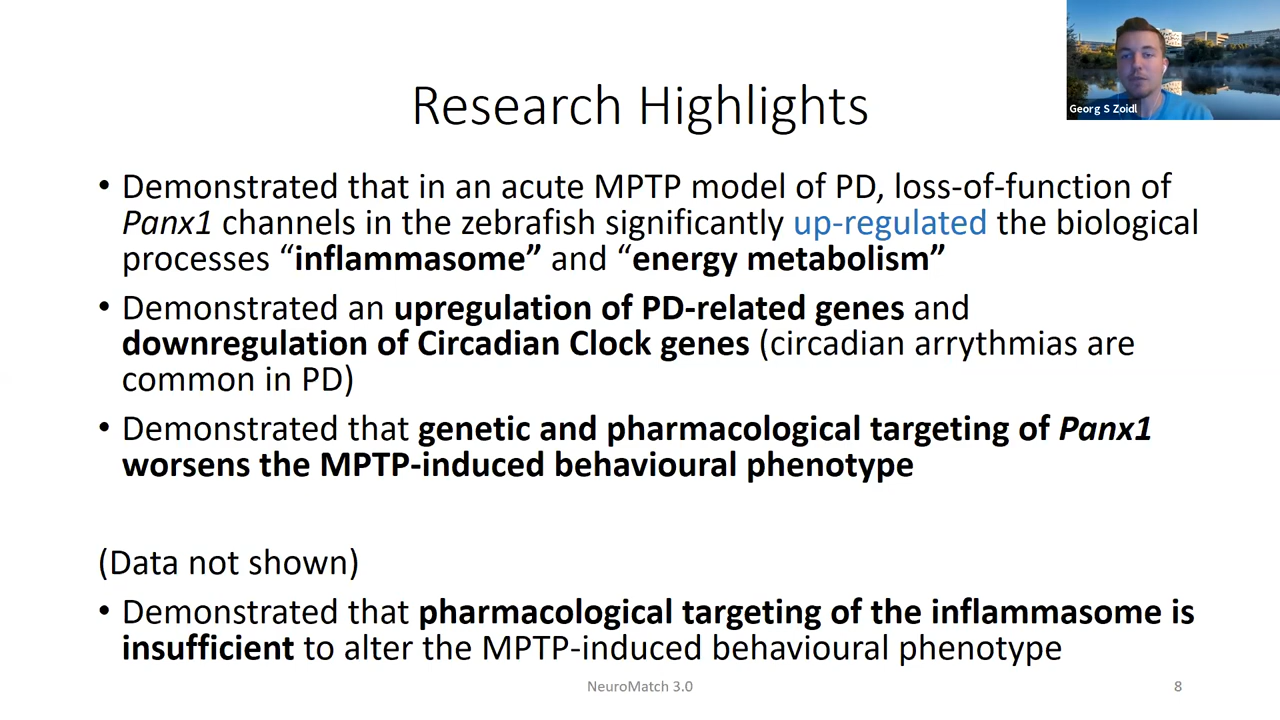 Georg S Zoidl
Research Highlights
• Demonstrated that in an acute MPTP model of PD, loss-of-function of
Panx1 channels in the zebrafish significantly up-regulated the biological
processes “inflammasome” and “energy metabolism”
• Demonstrated an upregulation of PD-related genes and
downregulation of Circadian Clock genes (circadian arrythmias are
common in PD)
• Demonstrated that genetic and pharmacological targeting of Panx1
worsens the MPTP-induced behavioural phenotype
(Data not shown)
• Demonstrated that pharmacological targeting of the inflammasome is
insufficient to alter the MPTP-induced behavioural phenotype
NeuroMatch 3.0
8